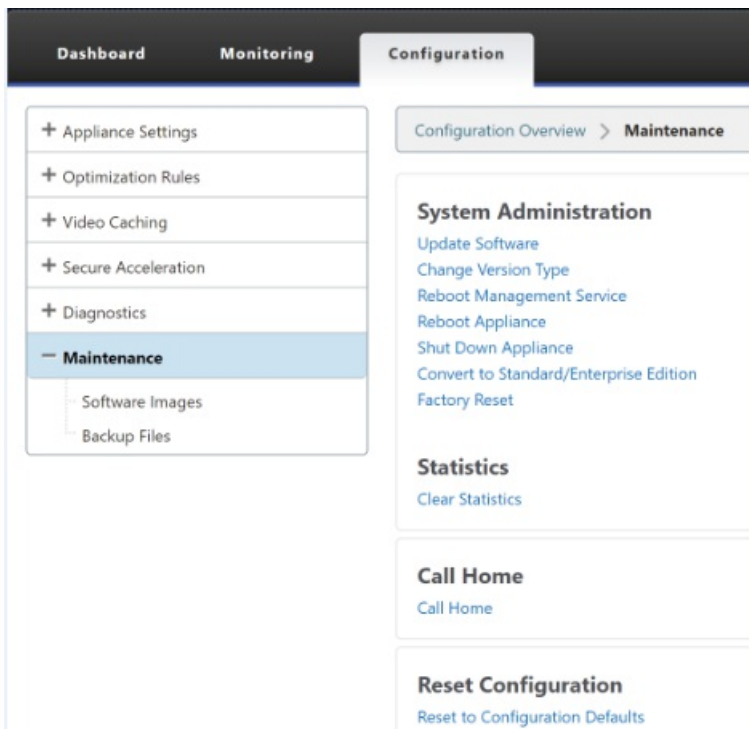 Dashboard Monitoring Configuration
Appliance Settings
Optimization Rules
Video Caching
Secure Acceleration
Diagnostics
Maintenance
Software Images
Backup Files
Configuration Overview > Maintenance
System Administration
Update Software
Change Version Type
Reboot Management Service
Reboot Appliance
Shut Down Appliance
Convert to Standard/Enterprise Edition
Factory Reset
Statistics
Clear Statistics
Call Home
Call Home
Reset Configuration
Reset to Configuration Defaults